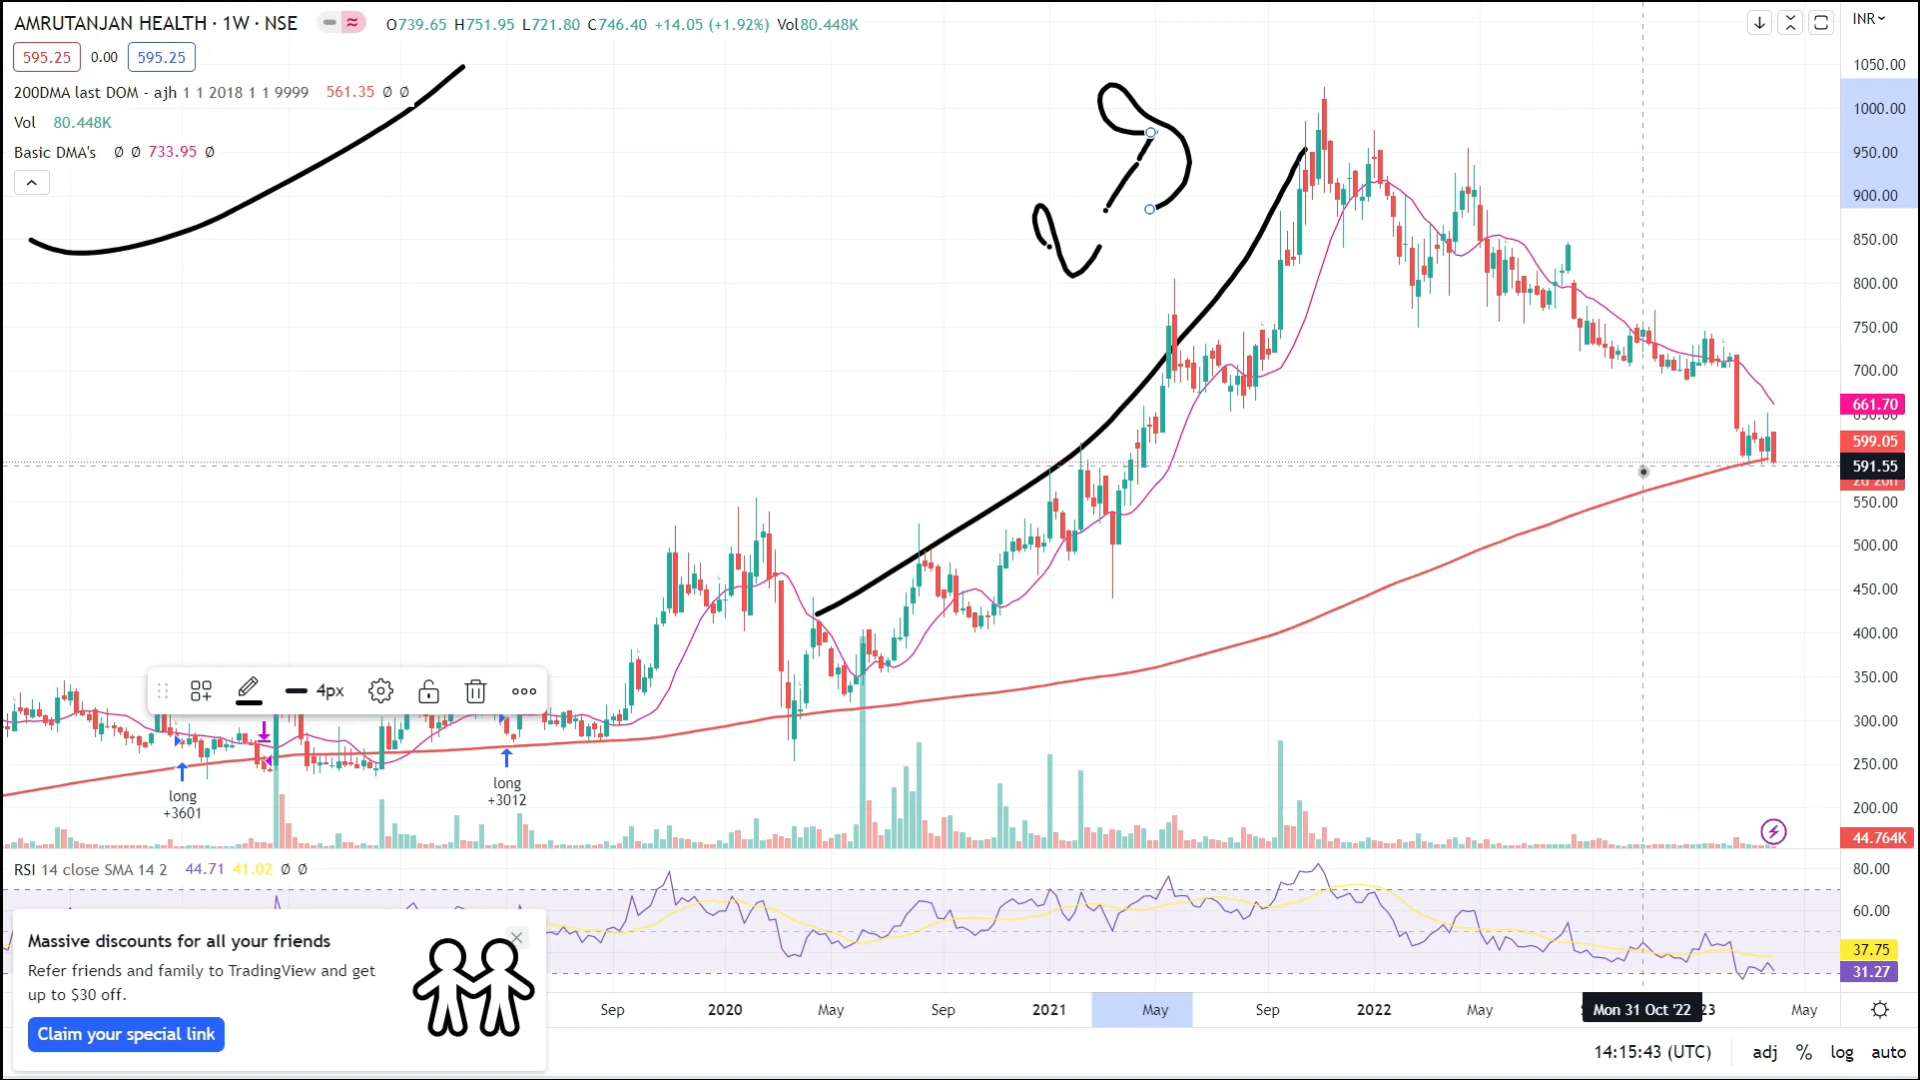 AMRUTANJAN HEALTH · 1W · NSE
O739.65 H751.95 L721.80 C746.40 +14.05 (+1.92%) Vol80.448K
INR
595.25 0.00 595.25
200DMA last DOM - ajh 1 1 2018 1 1 9999 561.35 Ø Ø
Vol 80.448K
Basic DMA's Ø Ø 733.95 Ø
1050.00
1000.00
950.00
900.00
850.00
800.00
750.00
700.00
661.70
599.05
591.55
550.00
500.00
450.00
400.00
350.00
300.00
250.00
200.00
44.764K
4px
long
+3601
long
+3012
RSI 14 close SMA 14 2 44.71 41.02 Ø Ø
80.00
60.00
37.75
31.27
Massive discounts for all your friends
Refer friends and family to TradingView and get
up to $30 off.
Claim your special link
Sep 2020 May Sep 2021 May Sep 2022 May Mon 31 Oct '22 23 May
14:15:43 (UTC) adj % log auto